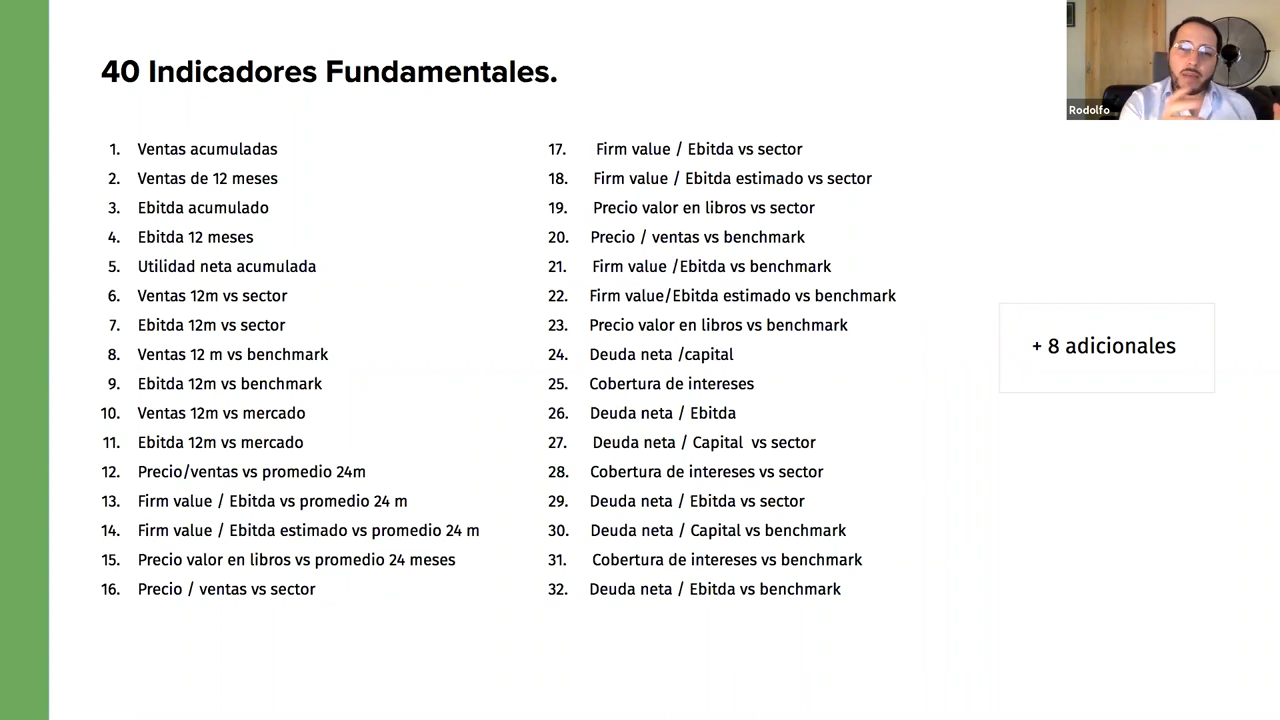 40 Indicadores Fundamentales.
Rodolfo
1. Ventas acumuladas
2. Ventas de 12 meses
3. Ebitda acumulado
4. Ebitda 12 meses
5. Utilidad neta acumulada
6. Ventas 12m vs sector
7. Ebitda 12m vs sector
8. Ventas 12 m vs benchmark
9. Ebitda 12m vs benchmark
10. Ventas 12m vs mercado
11. Ebitda 12m vs mercado
12. Precio/ventas vs promedio 24m
13. Firm value / Ebitda vs promedio 24 m
14. Firm value / Ebitda estimado vs promedio 24 m
15. Precio valor en libros vs promedio 24 meses
16. Precio / ventas vs sector
17. Firm value / Ebitda vs sector
18. Firm value / Ebitda estimado vs sector
19. Precio valor en libros vs sector
20. Precio / ventas vs benchmark
21. Firm value /Ebitda vs benchmark
22. Firm value/Ebitda estimado vs benchmark
23. Precio valor en libros vs benchmark
24. Deuda neta /capital
25. Cobertura de intereses
26. Deuda neta / Ebitda
27. Deuda neta / Capital vs sector
28. Cobertura de intereses vs sector
29. Deuda neta / Ebitda vs sector
30. Deuda neta / Capital vs benchmark
31. Cobertura de intereses vs benchmark
32. Deuda neta / Ebitda vs benchmark
+ 8 adicionales